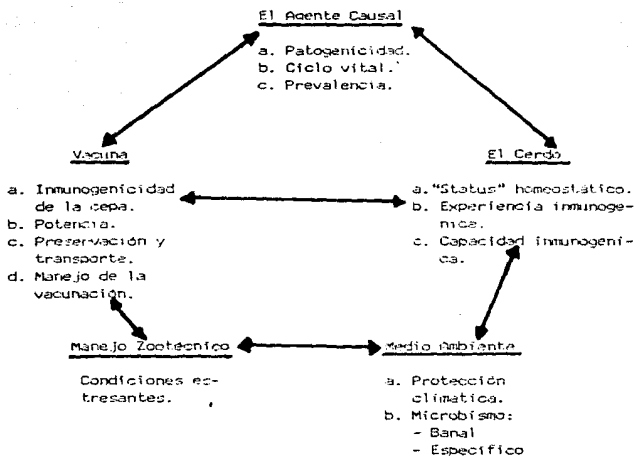 El Agente Causal
a. Patogenicidad.
b. Ciclo vital.
c. Prevalencia.
Vacuna
a. Inmunogenicidad
de la cepa.
b. Potencia.
c. Preservación y
transporte.
d. Manejo de la
vacunación.
El Cerdo
a. "Status" homeostático.
b. Experiencia inmunoge-
nica.
c. Capacidad inmunogeni-
ca.
Manejo Zootécnico
Condiciones es-
tresantes.
Medio Ambiente
a. Protección
climatica.
b. Microbismo:
- Banal
- Específico